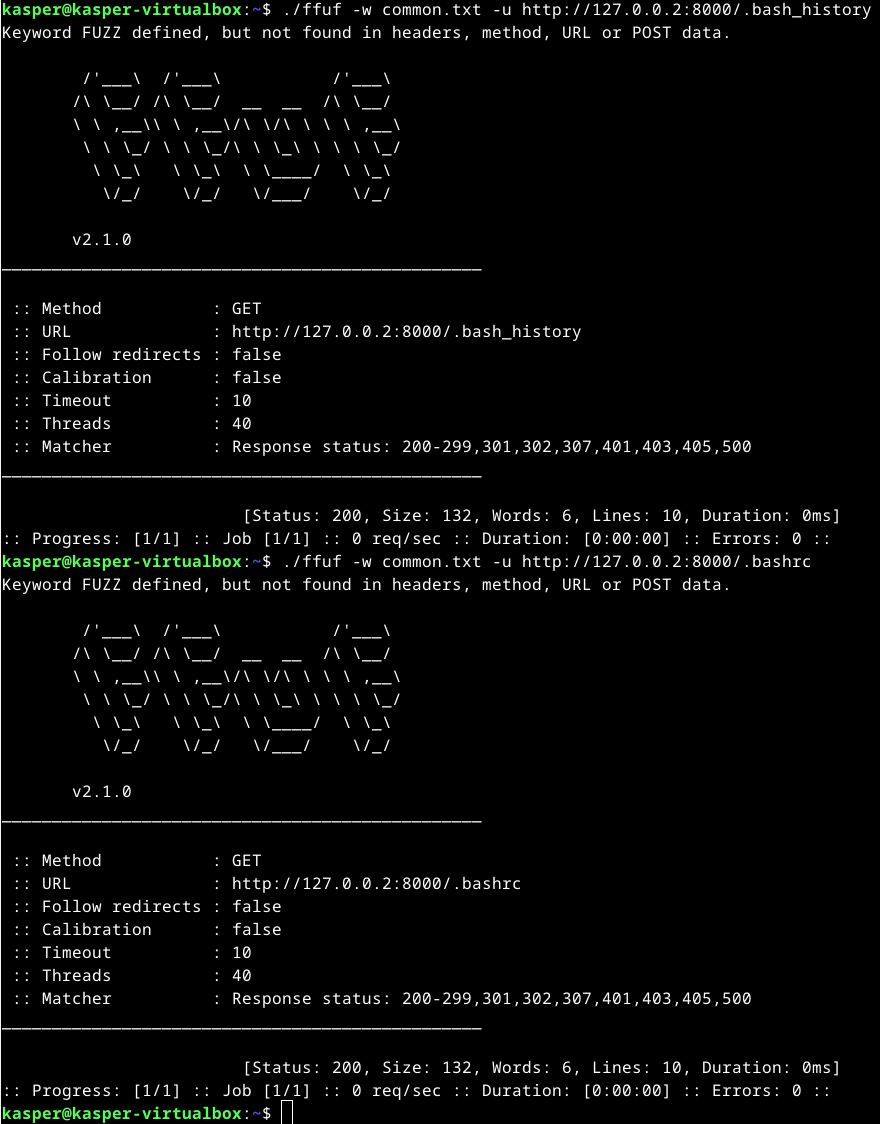 kasper@kasper-virtualbox:~$ ./ffuf -w common.txt -u http://127.0.0.2:8000/.bash_history
Keyword FUZZ defined, but not found in headers, method, URL or POST data.

        /'___\  /'___\           /'___\
       /\ \__/ /\ \__/  __  __  /\ \__/
       \ \ ,__\\ \ ,__\/\ \/\ \ \ \ ,__\
        \ \ \_/ \ \ \_/\ \ \_\ \ \ \ \_/
         \ \_\   \ \_\  \ \____/  \ \_\
          \/_/    \/_/   \/___/    \/_/

       v2.1.0
________________________________________________

 :: Method           : GET
 :: URL              : http://127.0.0.2:8000/.bash_history
 :: Follow redirects : false
 :: Calibration      : false
 :: Timeout          : 10
 :: Threads          : 40
 :: Matcher          : Response status: 200-299,301,302,307,401,403,405,500
________________________________________________

                        [Status: 200, Size: 132, Words: 6, Lines: 10, Duration: 0ms]
:: Progress: [1/1] :: Job [1/1] :: 0 req/sec :: Duration: [0:00:00] :: Errors: 0 ::
kasper@kasper-virtualbox:~$ ./ffuf -w common.txt -u http://127.0.0.2:8000/.bashrc
Keyword FUZZ defined, but not found in headers, method, URL or POST data.

        /'___\  /'___\           /'___\
       /\ \__/ /\ \__/  __  __  /\ \__/
       \ \ ,__\\ \ ,__\/\ \/\ \ \ \ ,__\
        \ \ \_/ \ \ \_/\ \ \_\ \ \ \ \_/
         \ \_\   \ \_\  \ \____/  \ \_\
          \/_/    \/_/   \/___/    \/_/

       v2.1.0
________________________________________________

 :: Method           : GET
 :: URL              : http://127.0.0.2:8000/.bashrc
 :: Follow redirects : false
 :: Calibration      : false
 :: Timeout          : 10
 :: Threads          : 40
 :: Matcher          : Response status: 200-299,301,302,307,401,403,405,500
________________________________________________

                        [Status: 200, Size: 132, Words: 6, Lines: 10, Duration: 0ms]
:: Progress: [1/1] :: Job [1/1] :: 0 req/sec :: Duration: [0:00:00] :: Errors: 0 ::
kasper@kasper-virtualbox:~$